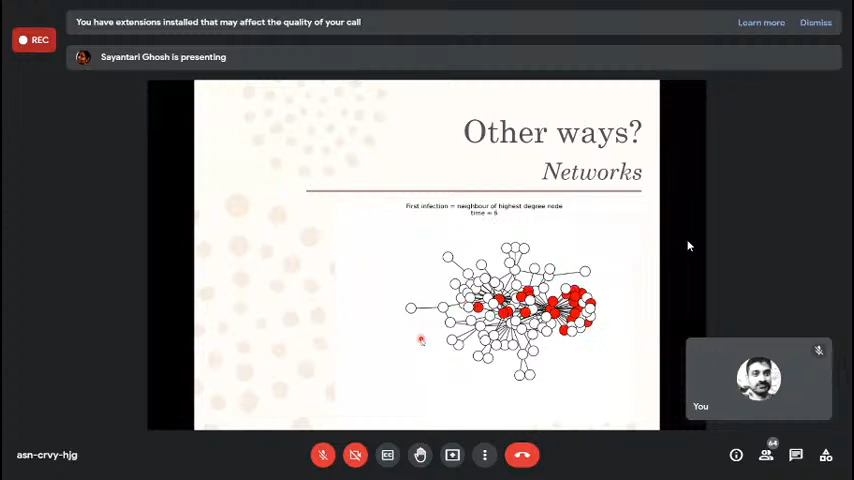 You have extensions installed that may affect the quality of your call
Learn more
Dismiss
REC
Sayantari Ghosh is presenting
Other ways?
Networks
First infection = neighbour of highest degree node
time = 6
You
asn-crvy-hjg
CC
64